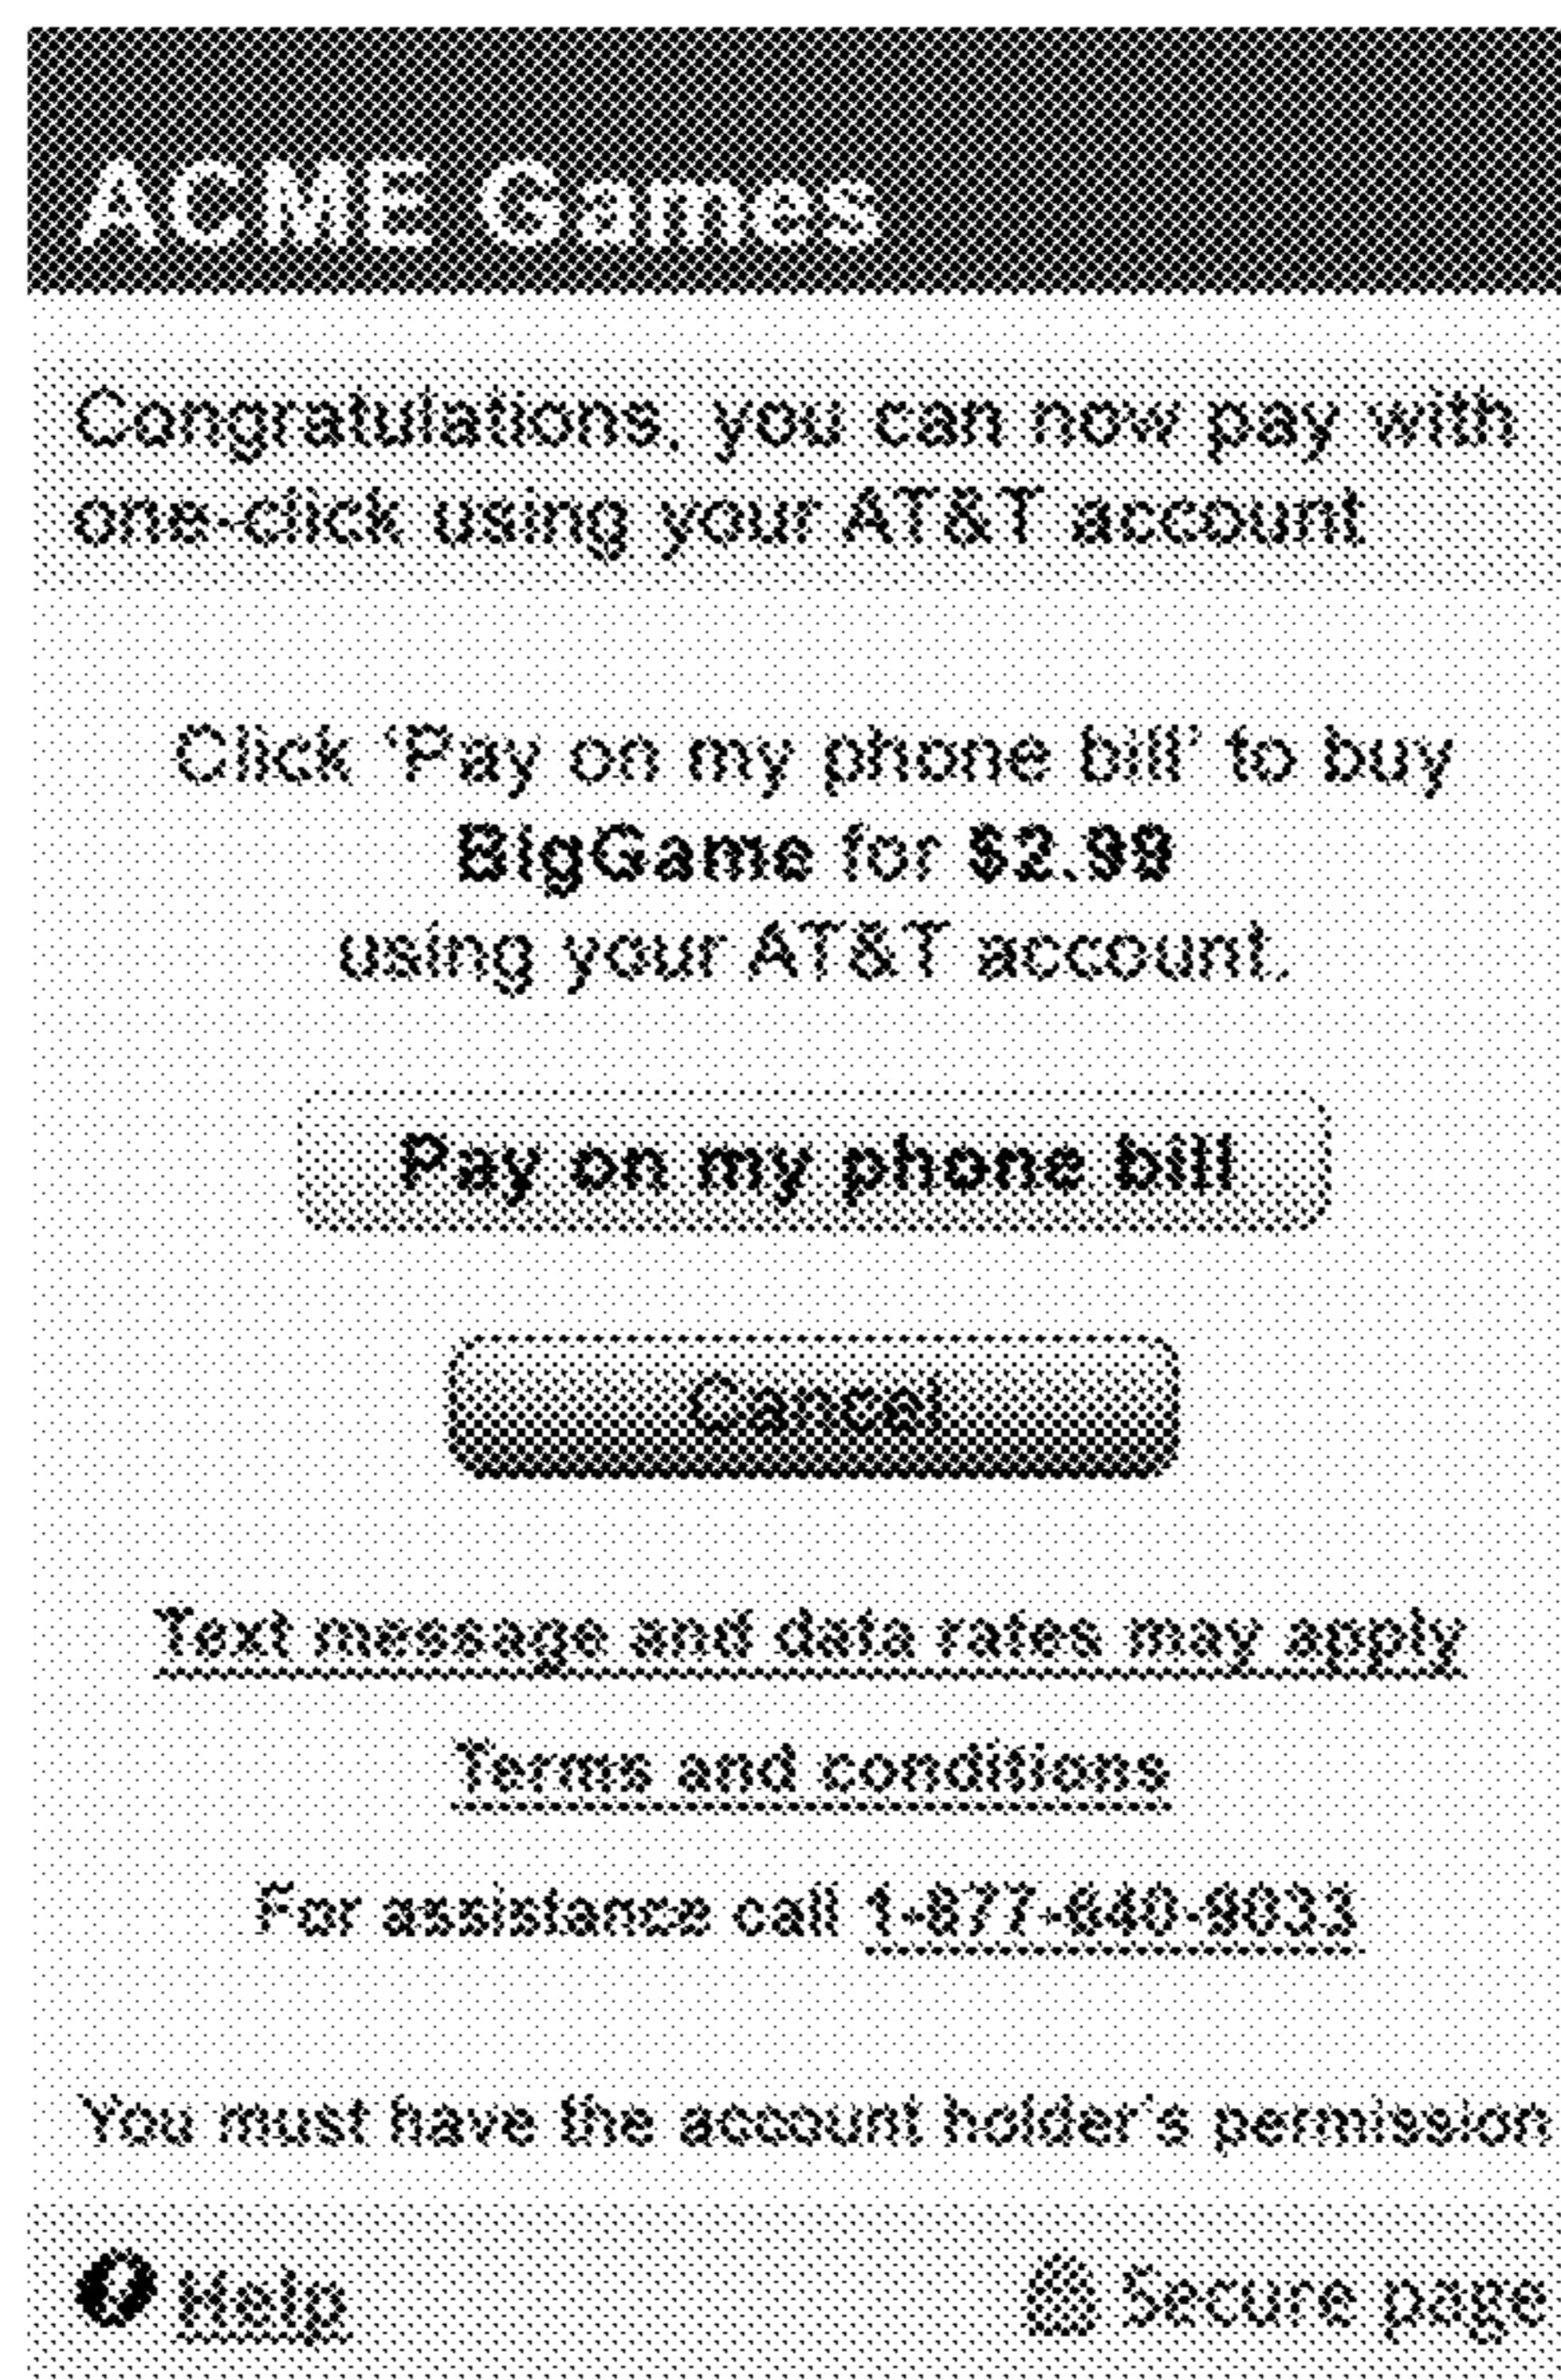 ACME Games
Congratulations, you can now pay with
one-click using your AT&T account
Click ‘Pay on my phone bill’ to buy
BigGame for $2.99
using your AT&T account.
Pay on my phone bill
Cancel
Text message and data rates may apply
Terms and conditions
For assistance call 1-877-640-9033
You must have the account holder's permission
Help
Secure page